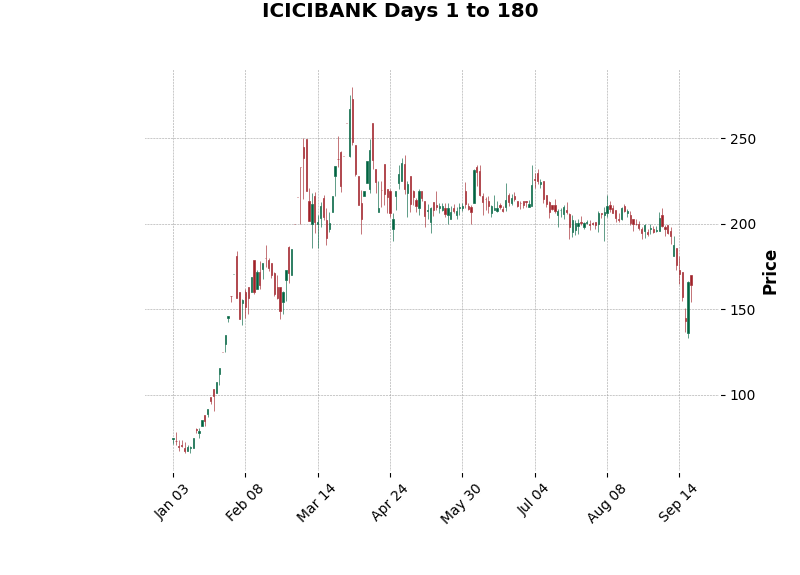 ICICIBANK Days 1 to 180
250
200
150
100
Price
Jan 03
Feb 08
Mar 14
Apr 24
May 30
Jul 04
Aug 08
Sep 14